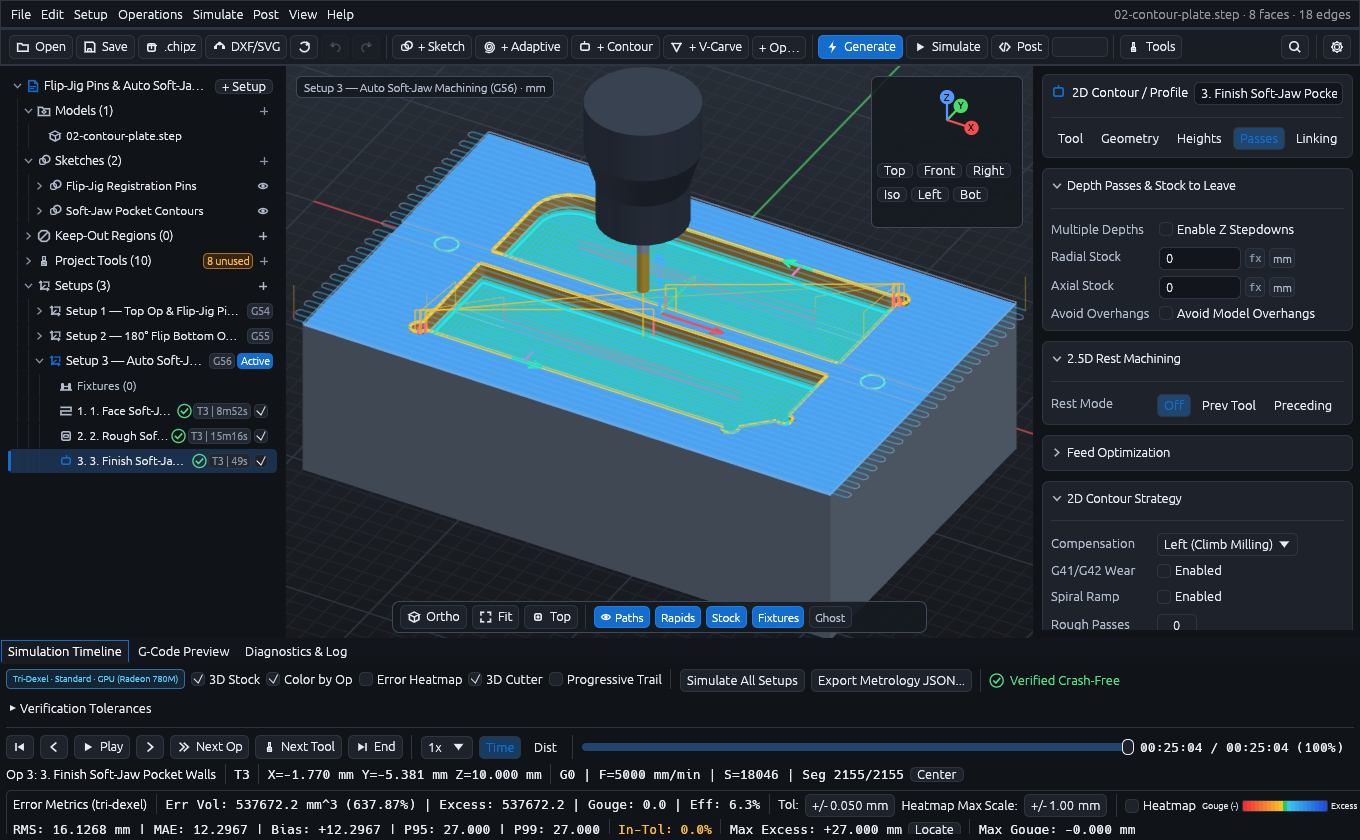 File Edit Setup Operations Simulate Post View Help 02-contour-plate.step · 8 faces · 18 edges
Open Save .chipz DXF/SVG + Sketch + Adaptive + Contour + V-Carve + Op... Generate Simulate Post Tools
Flip-Jig Pins & Auto Soft-Ja... + Setup
Models (1) +
02-contour-plate.step
Sketches (2) +
Flip-Jig Registration Pins
Soft-Jaw Pocket Contours
Keep-Out Regions (0) +
Project Tools (10) 8 unused +
Setups (3) +
Setup 1 — Top Op & Flip-Jig Pi... G54
Setup 2 — 180° Flip Bottom O... G55
Setup 3 — Auto Soft-J... G56 Active
Fixtures (0)
1. 1. Face Soft-J... T3 | 8m52s
2. 2. Rough Sof... T3 | 15m16s
3. 3. Finish Soft-Ja... T3 | 49s
Setup 3 — Auto Soft-Jaw Machining (G56) · mm
Z Y X
Top Front Right
Iso Left Bot
Ortho Fit Top Paths Rapids Stock Fixtures Ghost
2D Contour / Profile 3. Finish Soft-Jaw Pocke
Tool Geometry Heights Passes Linking
Depth Passes & Stock to Leave
Multiple Depths Enable Z Stepdowns
Radial Stock 0 fx mm
Axial Stock 0 fx mm
Avoid Overhangs Avoid Model Overhangs
2.5D Rest Machining
Rest Mode Off Prev Tool Preceding
Feed Optimization
2D Contour Strategy
Compensation Left (Climb Milling)
G41/G42 Wear Enabled
Spiral Ramp Enabled
Rough Passes 0
Simulation Timeline G-Code Preview Diagnostics & Log
Tri-Dexel · Standard · GPU (Radeon 780M) 3D Stock Color by Op Error Heatmap 3D Cutter Progressive Trail Simulate All Setups Export Metrology JSON... Verified Crash-Free
Verification Tolerances
Play Next Op Next Tool End 1x Time Dist 00:25:04 / 00:25:04 (100%)
Op 3: 3. Finish Soft-Jaw Pocket Walls T3 X=-1.770 mm Y=-5.381 mm Z=10.000 mm G0 | F=5000 mm/min | S=18046 | Seg 2155/2155 Center
Error Metrics (tri-dexel) Err Vol: 537672.2 mm^3 (637.87%) | Excess: 537672.2 | Gouge: 0.0 | Eff: 6.3% Tol: +/-0.050 mm Heatmap Max Scale: +/-1.00 mm Heatmap Gouge (-) Excess
RMS: 16.1268 mm | MAE: 12.2967 | Bias: +12.2967 | P95: 27.000 | P99: 27.000 In-Tol: 0.0% Max Excess: +27.000 mm Locate Max Gouge: -0.000 mm